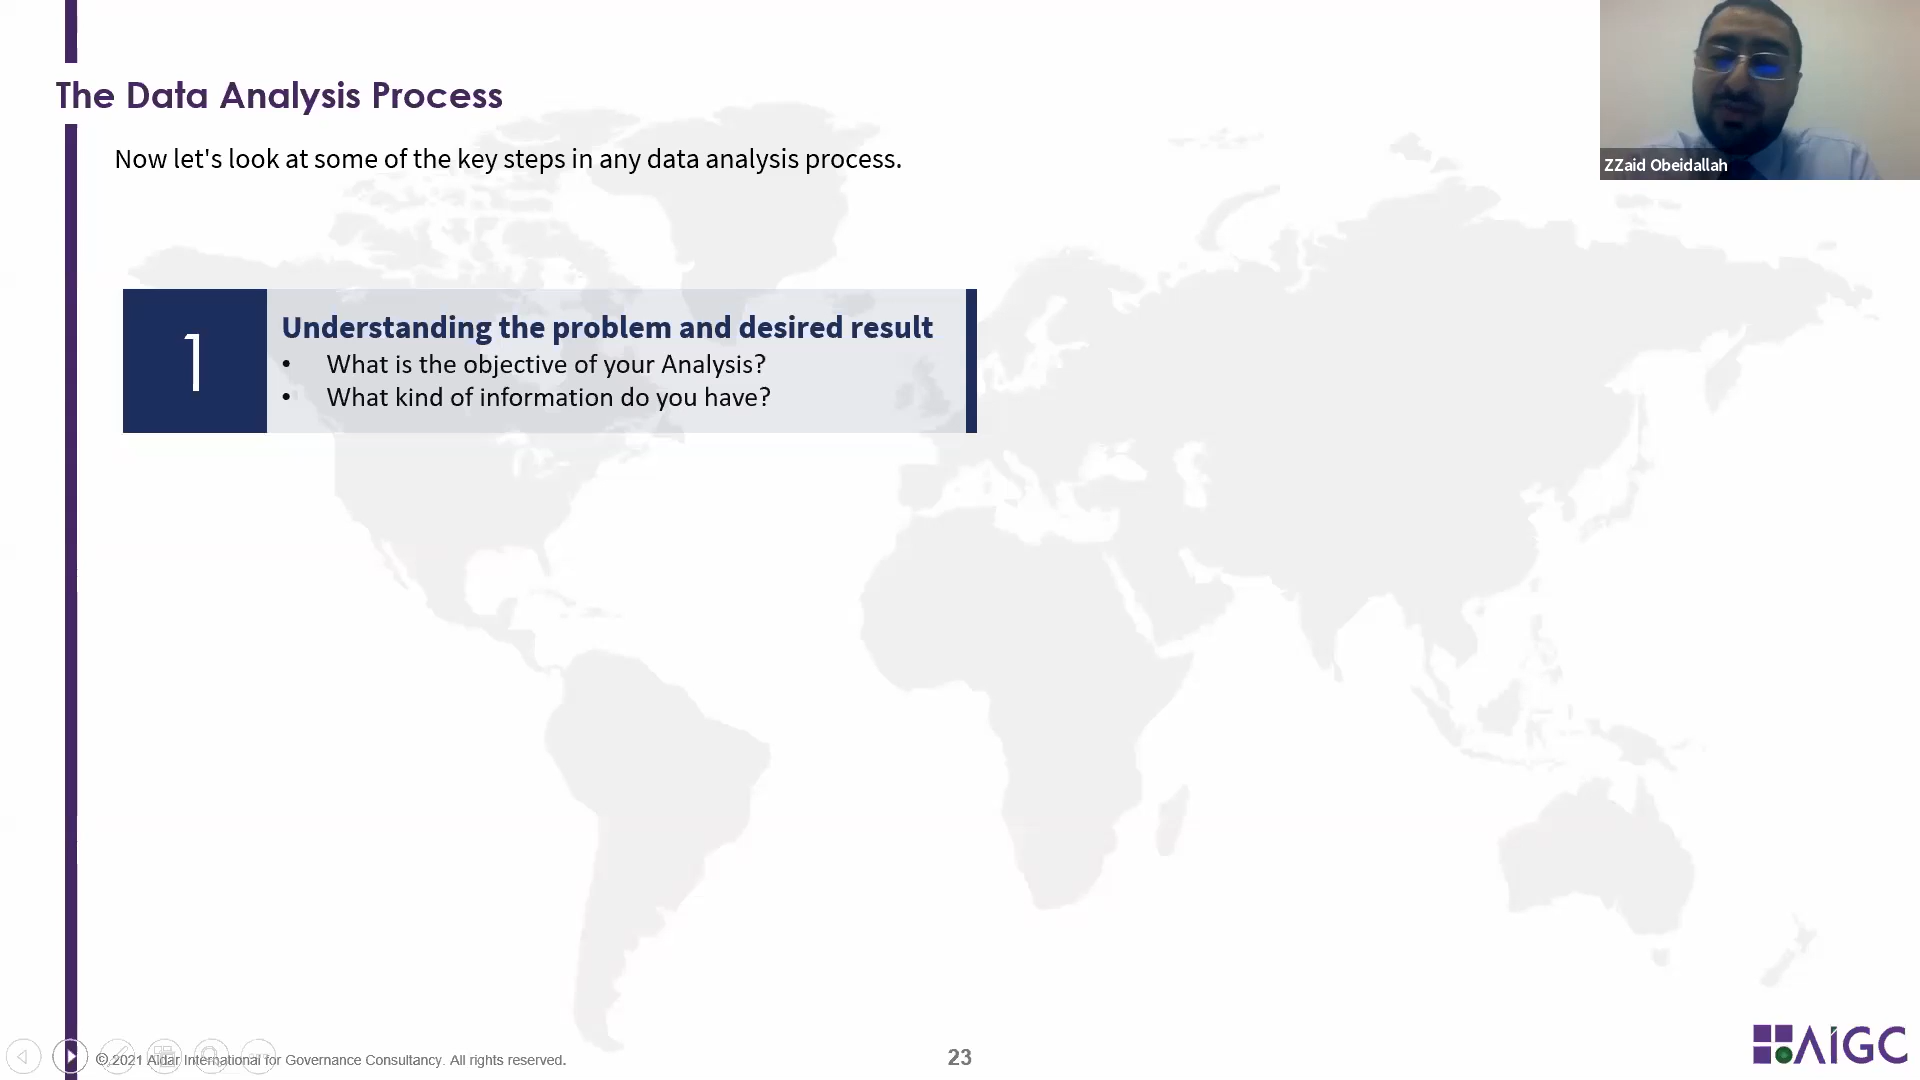 The Data Analysis Process
Now let's look at some of the key steps in any data analysis process.
ZZaid Obeidallah
1
Understanding the problem and desired result
• What is the objective of your Analysis?
• What kind of information do you have?
© 2021 Aldar International for Governance Consultancy. All rights reserved.
23
AIGC